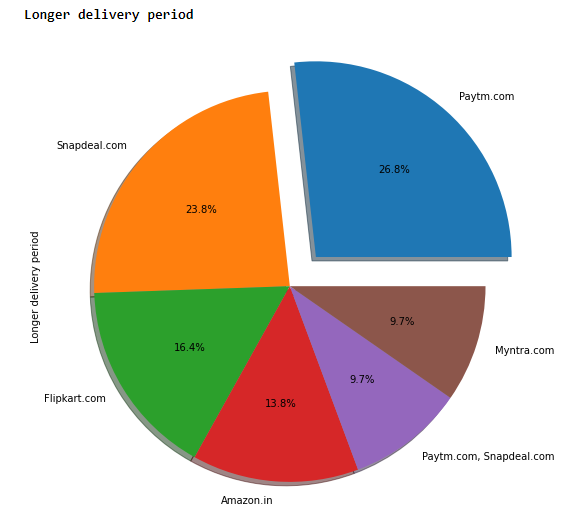 Longer delivery period
Paytm.com
26.8%
Snapdeal.com
23.8%
Longer delivery period
Flipkart.com
16.4%
Amazon.in
13.8%
Paytm.com, Snapdeal.com
9.7%
Myntra.com
9.7%